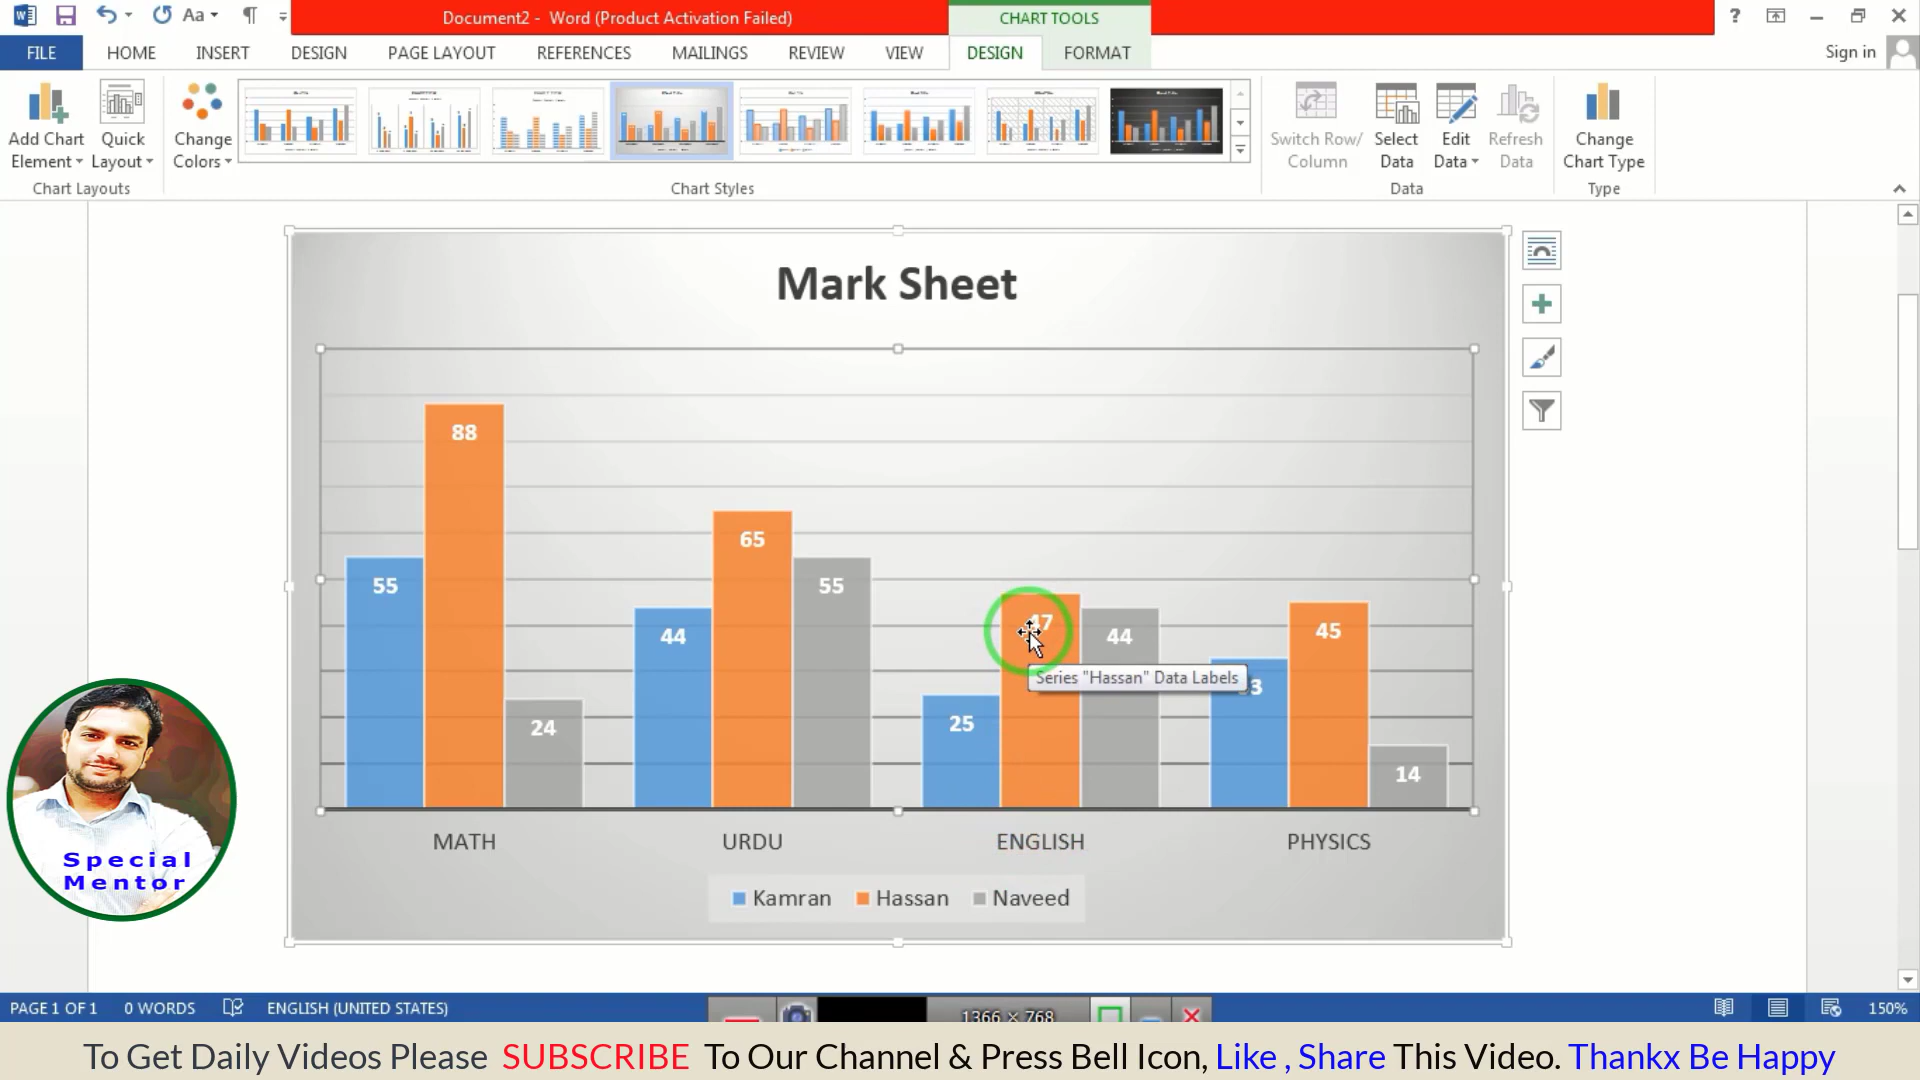 Aa
Document2 - Word (Product Activation Failed)
CHART TOOLS
?
FILE
HOME
INSERT
DESIGN
PAGE LAYOUT
REFERENCES
MAILINGS
REVIEW
VIEW
DESIGN
FORMAT
Sign in
Add Chart
Element
Quick
Layout
Change
Colors
Switch Row/
Column
Select
Data
Edit
Data
Refresh
Data
Change
Chart Type
Chart Layouts
Chart Styles
Data
Type
Mark Sheet
88
65
55
55
44
24
47
44
25
45
14
Series "Hassan" Data Labels
MATH
URDU
ENGLISH
PHYSICS
Kamran
Hassan
Naveed
Special
Mentor
PAGE 1 OF 1
0 WORDS
ENGLISH (UNITED STATES)
1366 × 768
150%
To Get Daily Videos Please SUBSCRIBE To Our Channel & Press Bell Icon, Like , Share This Video. Thankx Be Happy